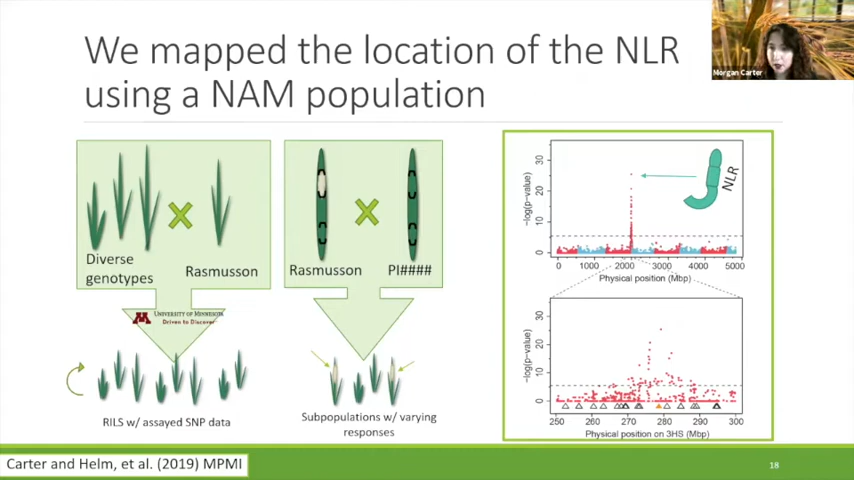 We mapped the location of the NLR
using a NAM population
Morgan Carter
Diverse
genotypes
Rasmusson
UNIVERSITY OF MINNESOTA
Driven to Discover
RILS w/ assayed SNP data
Rasmusson
PI####
Subpopulations w/ varying
responses
NLR
-log(p-value)
30
20
10
0
0 1000 2000 3000 4000 5000
Physical position (Mbp)
-log(p-value)
30
20
10
0
250 260 270 280 290 300
Physical position on 3HS (Mbp)
Carter and Helm, et al. (2019) MPMI
18